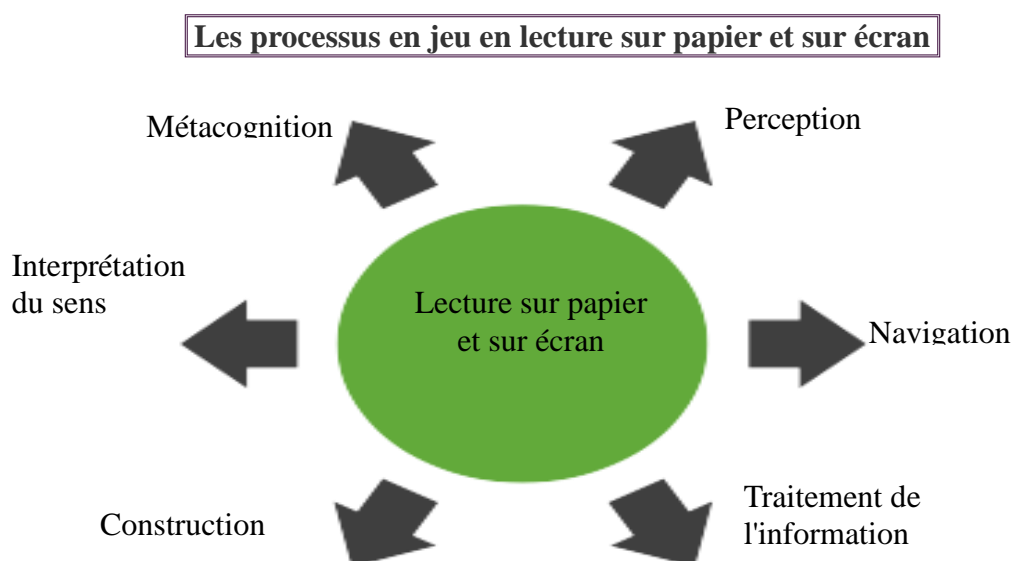 Les processus en jeu en lecture sur papier et sur écran
Métacognition
Perception
Interprétation
du sens
Lecture sur papier
et sur écran
Navigation
Construction
Traitement de
l'information